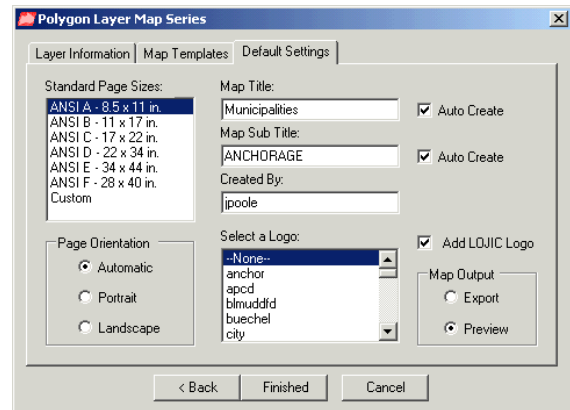 Polygon Layer Map Series
Layer Information
Map Templates
Default Settings
Standard Page Sizes:
ANSI A - 8.5 x 11 in.
ANSI B - 11 x 17 in.
ANSI C - 17 x 22 in.
ANSI D - 22 x 34 in.
ANSI E - 34 x 44 in.
ANSI F - 28 x 40 in.
Custom
Map Title:
Municipalities
Auto Create
Map Sub Title:
ANCHORAGE
Auto Create
Created By:
jpoole
Page Orientation
Automatic
Portrait
Landscape
Select a Logo:
--None--
anchor
apcd
blmuddfd
buechel
city
Add LOJIC Logo
Map Output
Export
Preview
< Back
Finished
Cancel